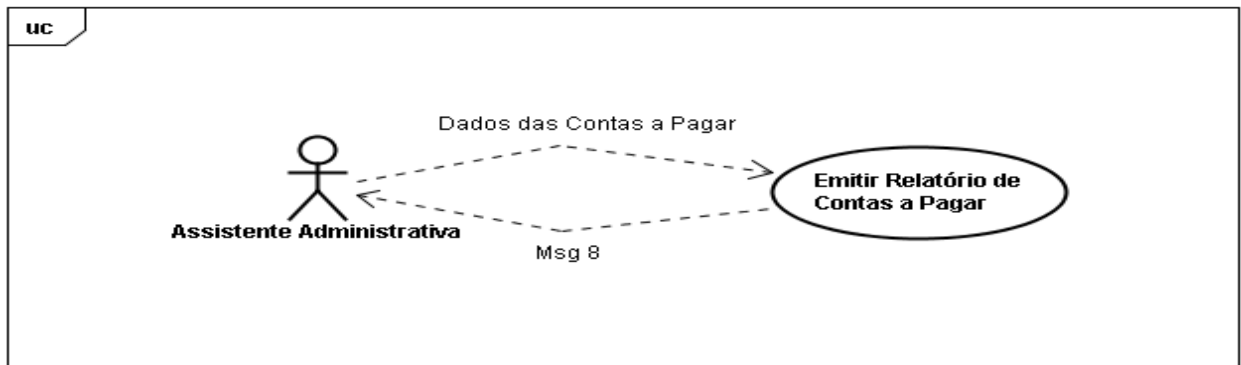 uc
Dados das Contas a Pagar
Emitir Relatório de
Contas a Pagar
Assistente Administrativa
Msg 8